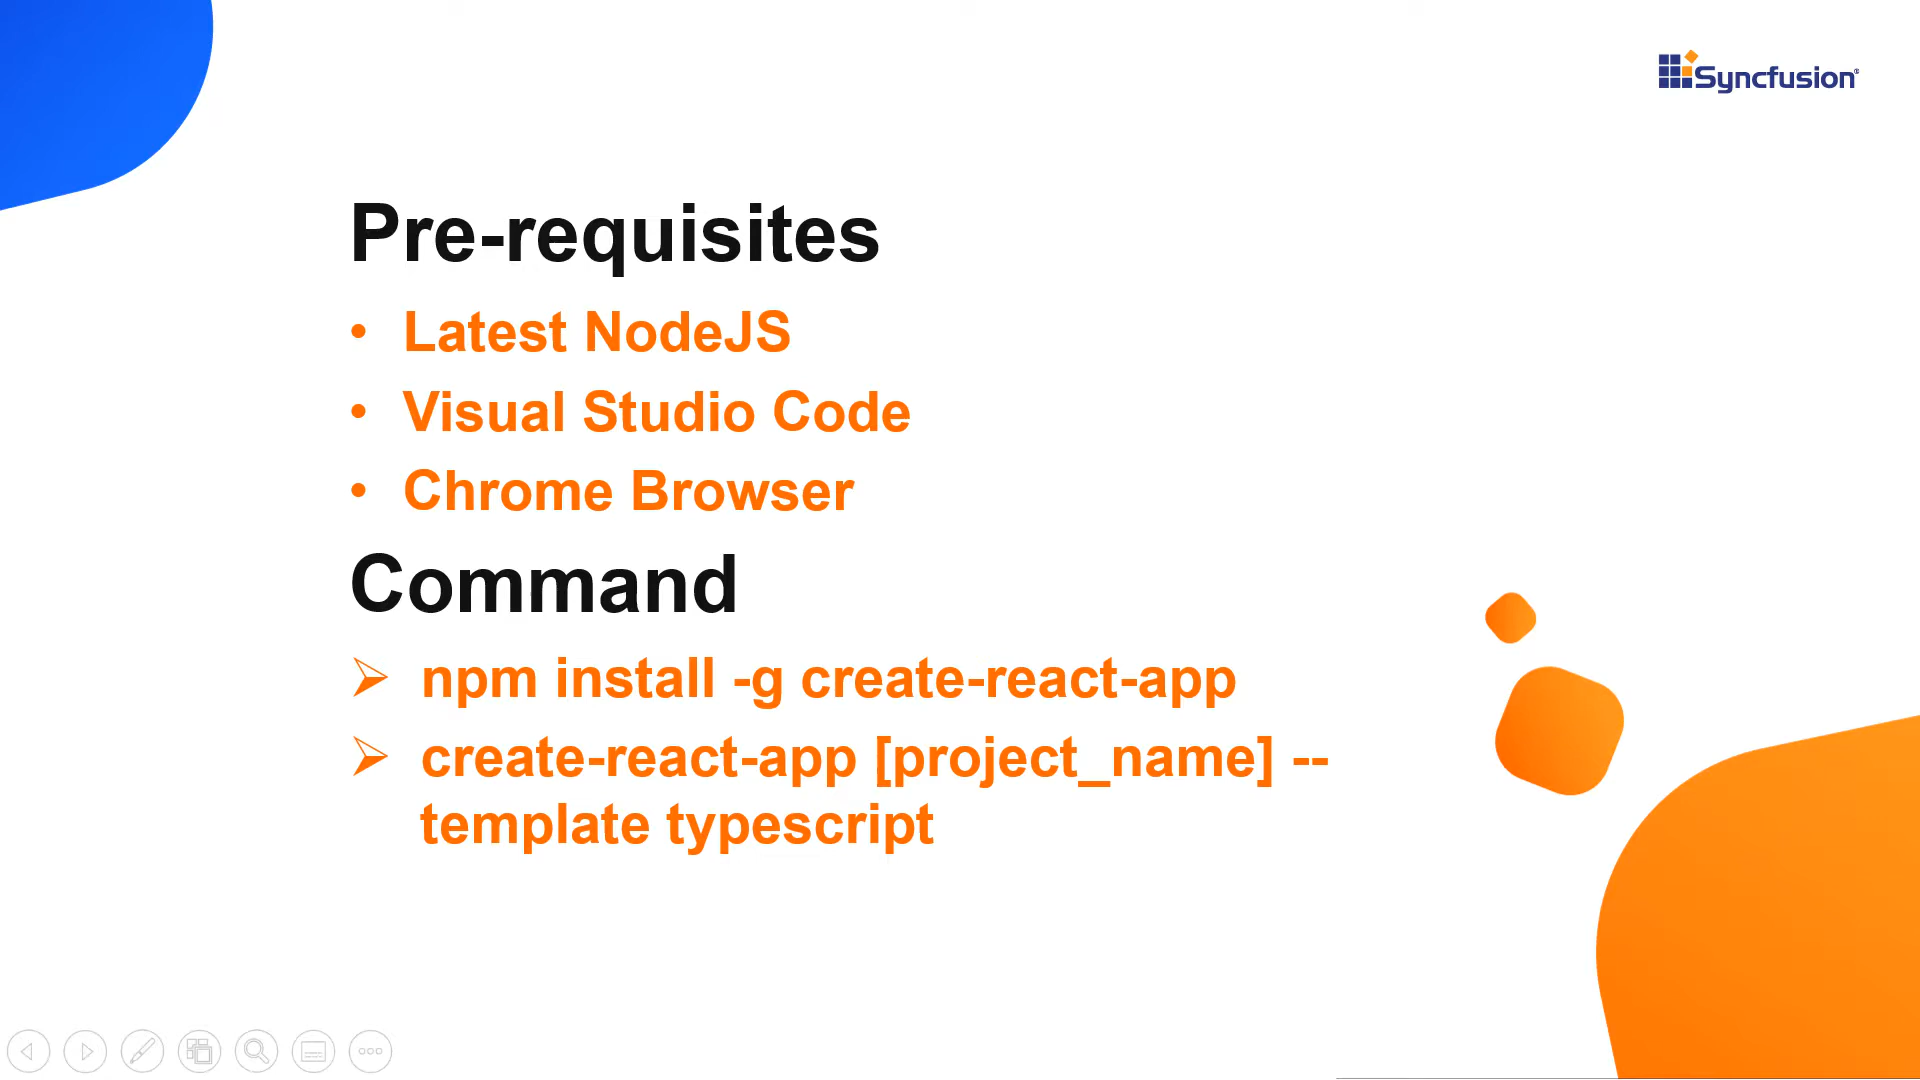 Syncfusion
Pre-requisites
• Latest NodeJS
• Visual Studio Code
• Chrome Browser
Command
➢ npm install -g create-react-app
➢ create-react-app [project_name] --
template typescript